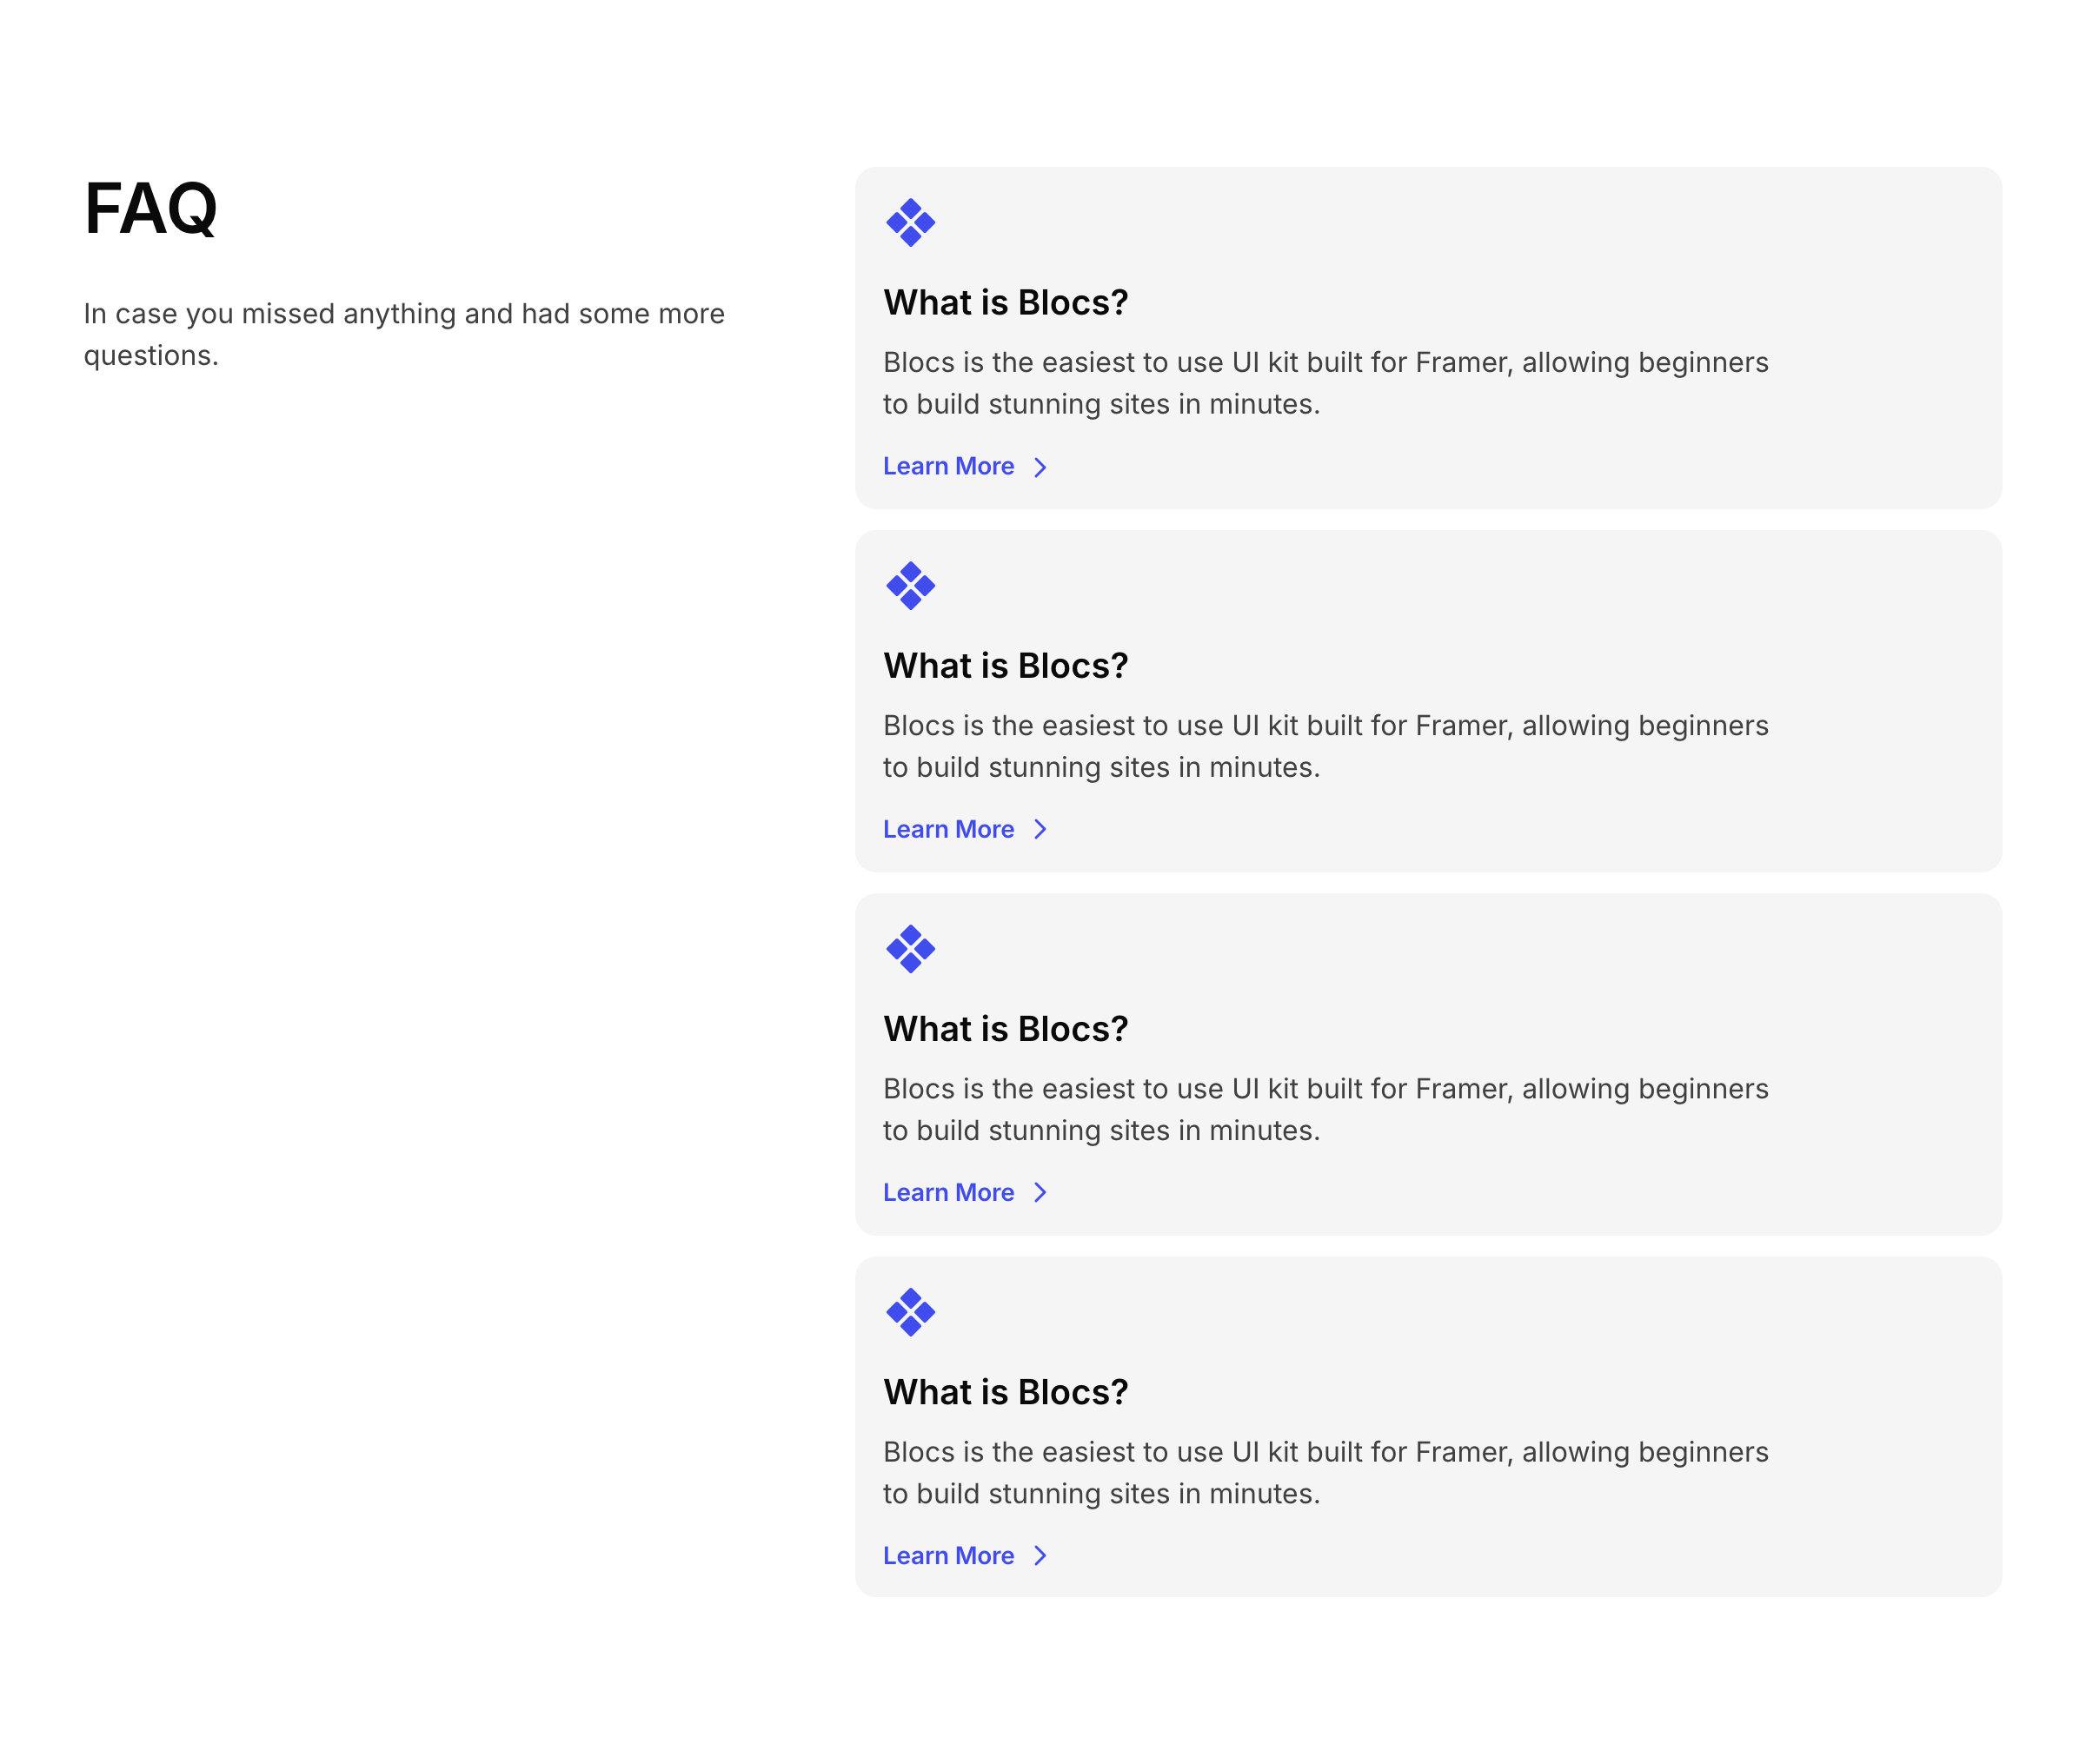 FAQ
In case you missed anything and had some more
questions.
What is Blocs?
Blocs is the easiest to use UI kit built for Framer, allowing beginners
to build stunning sites in minutes.
Learn More
What is Blocs?
Blocs is the easiest to use UI kit built for Framer, allowing beginners
to build stunning sites in minutes.
Learn More
What is Blocs?
Blocs is the easiest to use UI kit built for Framer, allowing beginners
to build stunning sites in minutes.
Learn More
What is Blocs?
Blocs is the easiest to use UI kit built for Framer, allowing beginners
to build stunning sites in minutes.
Learn More